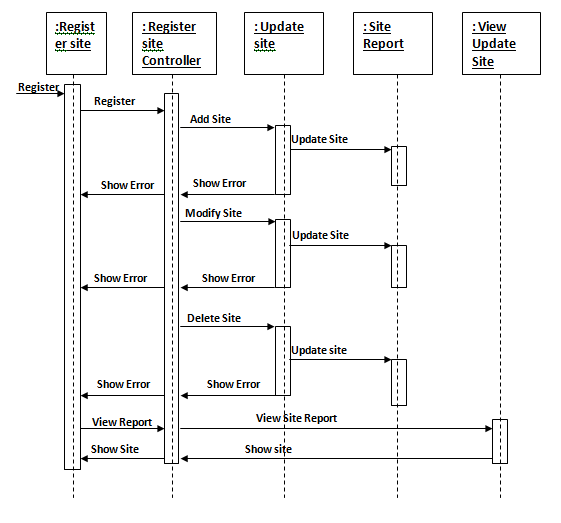 :Regist
er site
: Register
site
Controller
: Update
site
: Site
Report
: View
Update
Site
Register
Register
Add Site
Update Site
Show Error
Show Error
Modify Site
Update Site
Show Error
Show Error
Delete Site
Update site
Show Error
Show Error
View Report
View Site Report
Show Site
Show site